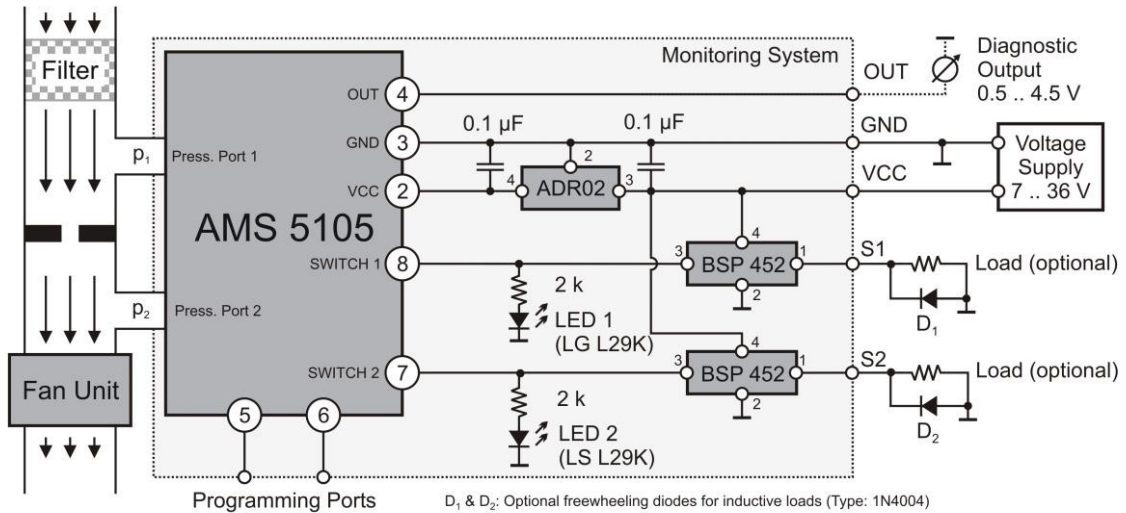 Filter
Monitoring System
OUT
Diagnostic
Output
0.5 .. 4.5 V
OUT
4
GND
3
0.1 µF
0.1 µF
GND
2
p₁
Press. Port 1
VCC
2
4
ADR02
3
VCC
Voltage
Supply
7 .. 36 V
AMS 5105
4
SWITCH 1
8
3
BSP 452
1
S1
Load (optional)
2 k
2
D₁
p₂
Press. Port 2
LED 1
(LG L29K)
4
SWITCH 2
7
3
BSP 452
1
S2
Load (optional)
Fan Unit
2 k
2
D₂
5
6
LED 2
(LS L29K)
Programming Ports
D₁ & D₂: Optional freewheeling diodes for inductive loads (Type: 1N4004)